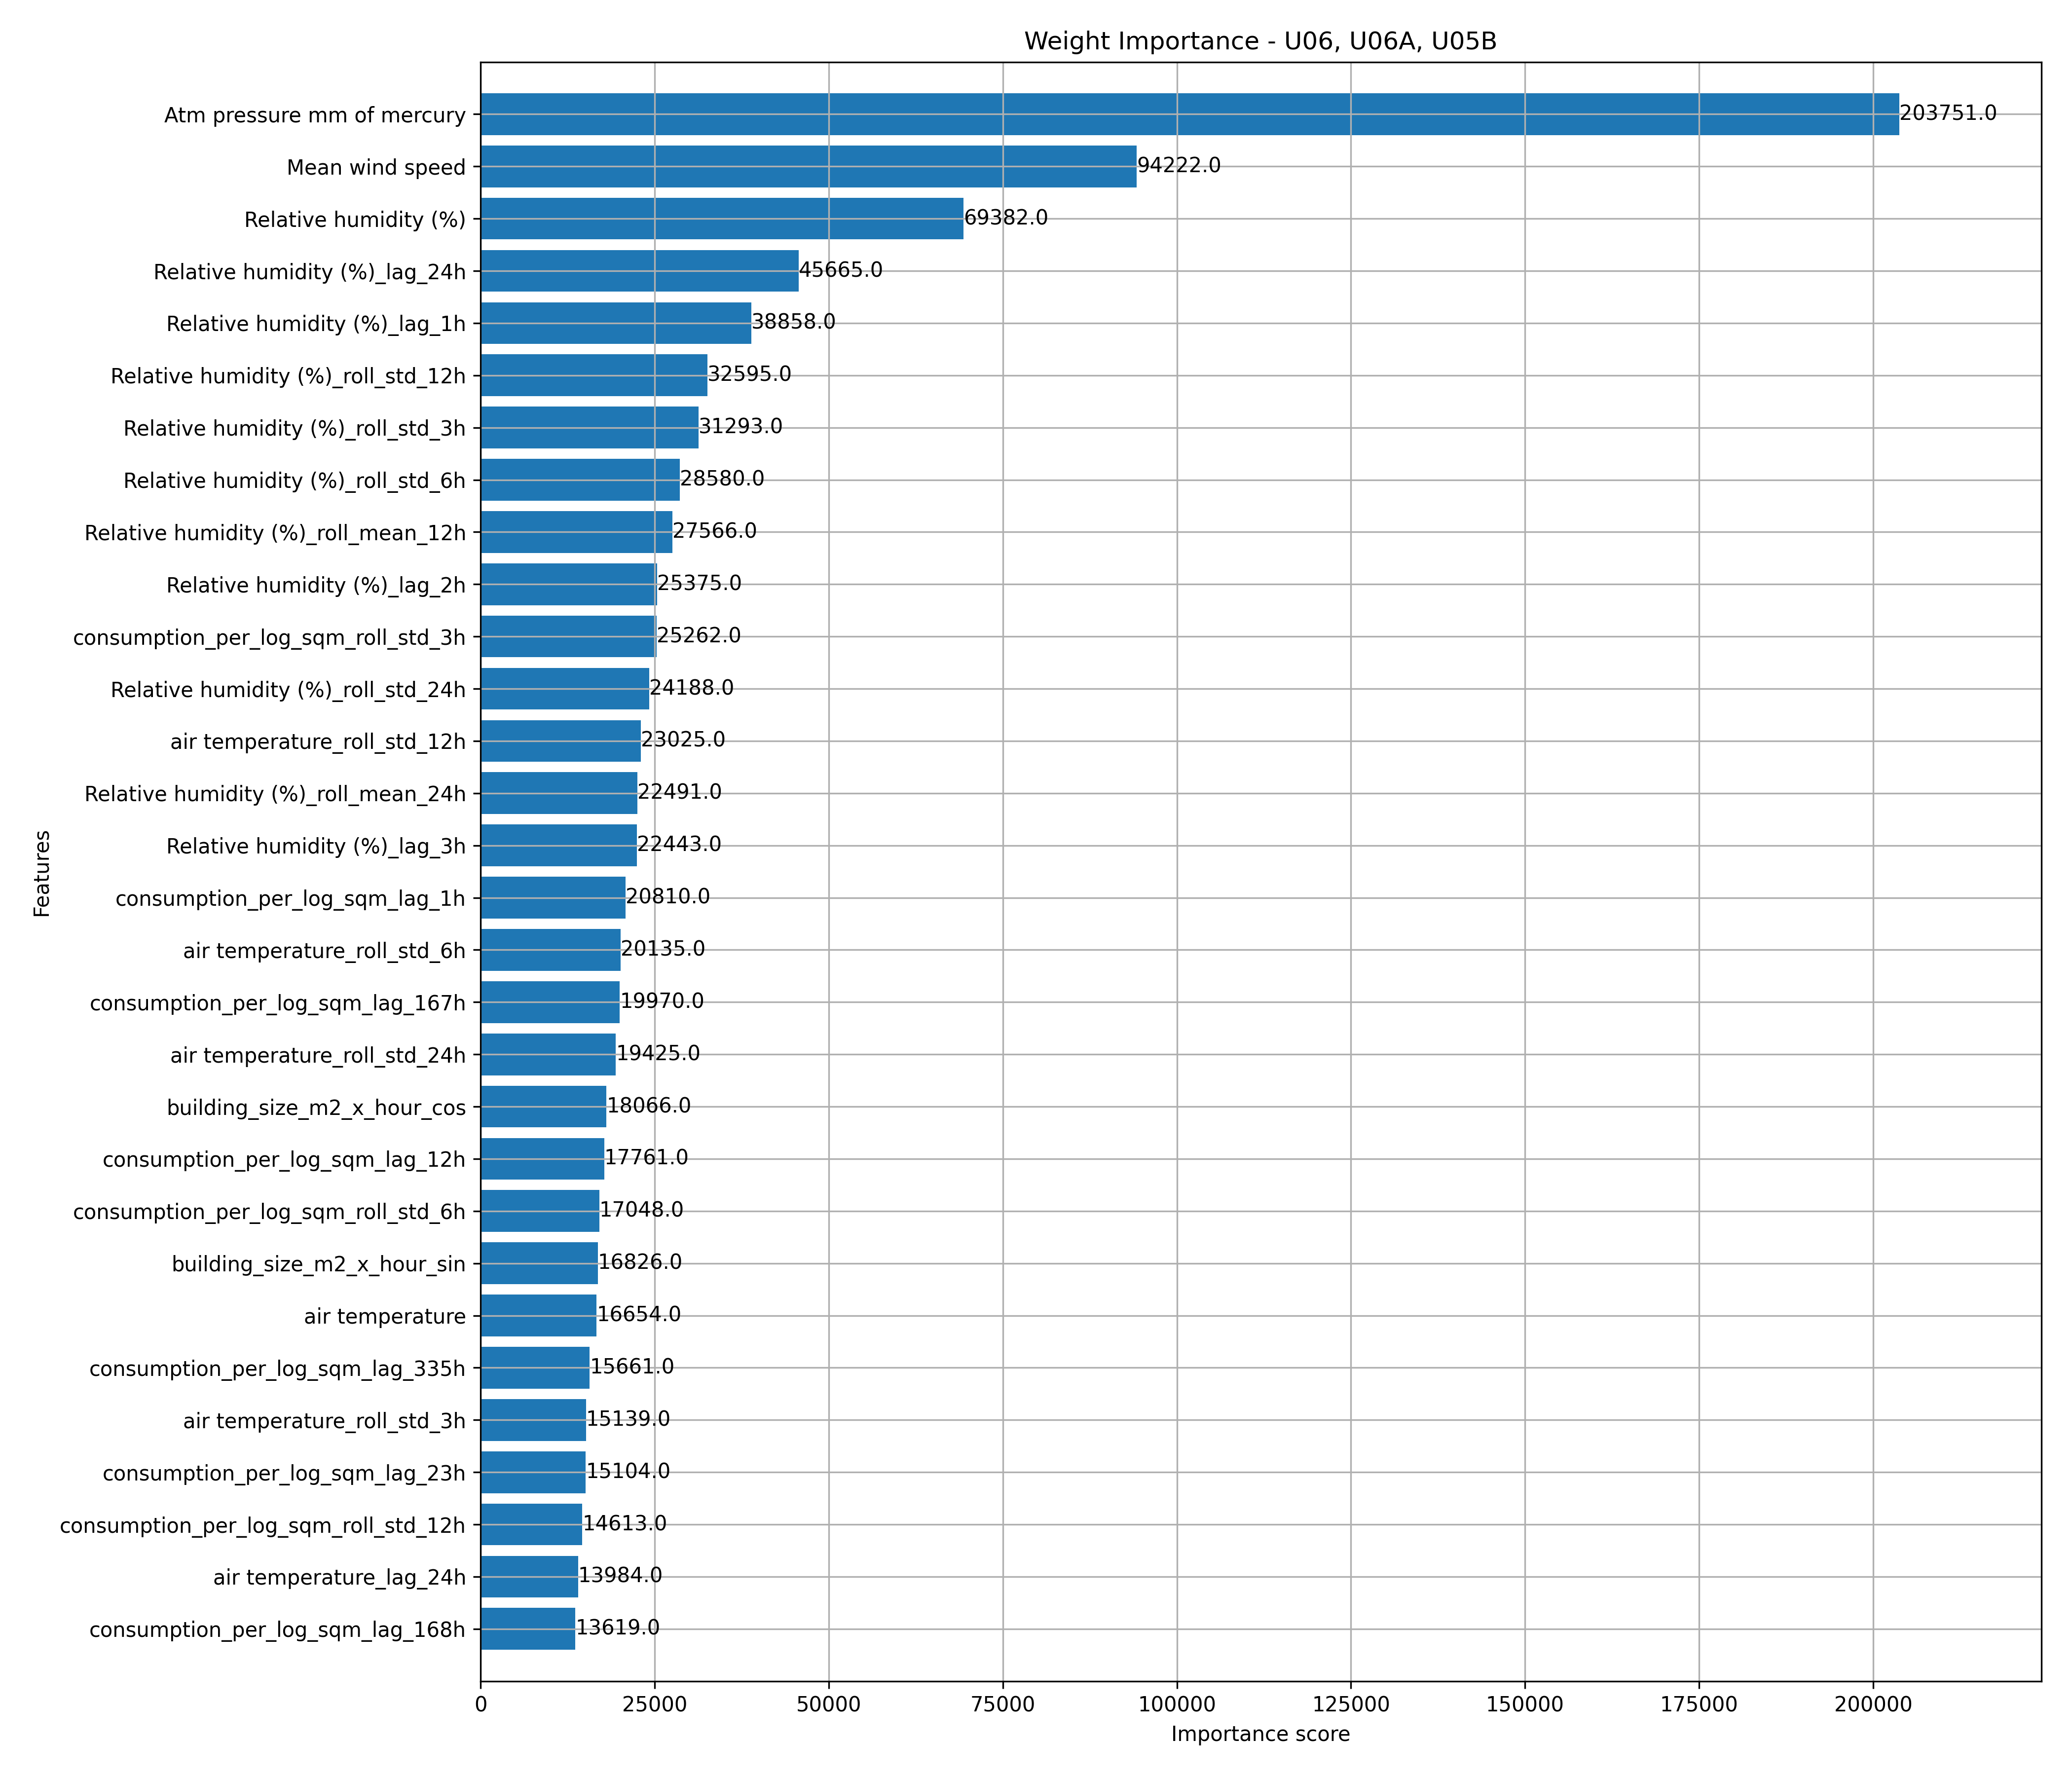 Weight Importance - U06, U06A, U05B
Atm pressure mm of mercury 203751.0
Mean wind speed 94222.0
Relative humidity (%) 69382.0
Relative humidity (%)_lag_24h 45665.0
Relative humidity (%)_lag_1h 38858.0
Relative humidity (%)_roll_std_12h 32595.0
Relative humidity (%)_roll_std_3h 31293.0
Relative humidity (%)_roll_std_6h 28580.0
Relative humidity (%)_roll_mean_12h 27566.0
Relative humidity (%)_lag_2h 25375.0
consumption_per_log_sqm_roll_std_3h 25262.0
Relative humidity (%)_roll_std_24h 24188.0
air temperature_roll_std_12h 23025.0
Relative humidity (%)_roll_mean_24h 22491.0
Relative humidity (%)_lag_3h 22443.0
consumption_per_log_sqm_lag_1h 20810.0
air temperature_roll_std_6h 20135.0
consumption_per_log_sqm_lag_167h 19970.0
air temperature_roll_std_24h 19425.0
building_size_m2_x_hour_cos 18066.0
consumption_per_log_sqm_lag_12h 17761.0
consumption_per_log_sqm_roll_std_6h 17048.0
building_size_m2_x_hour_sin 16826.0
air temperature 16654.0
consumption_per_log_sqm_lag_335h 15661.0
air temperature_roll_std_3h 15139.0
consumption_per_log_sqm_lag_23h 15104.0
consumption_per_log_sqm_roll_std_12h 14613.0
air temperature_lag_24h 13984.0
consumption_per_log_sqm_lag_168h 13619.0
Features
0 25000 50000 75000 100000 125000 150000 175000 200000
Importance score